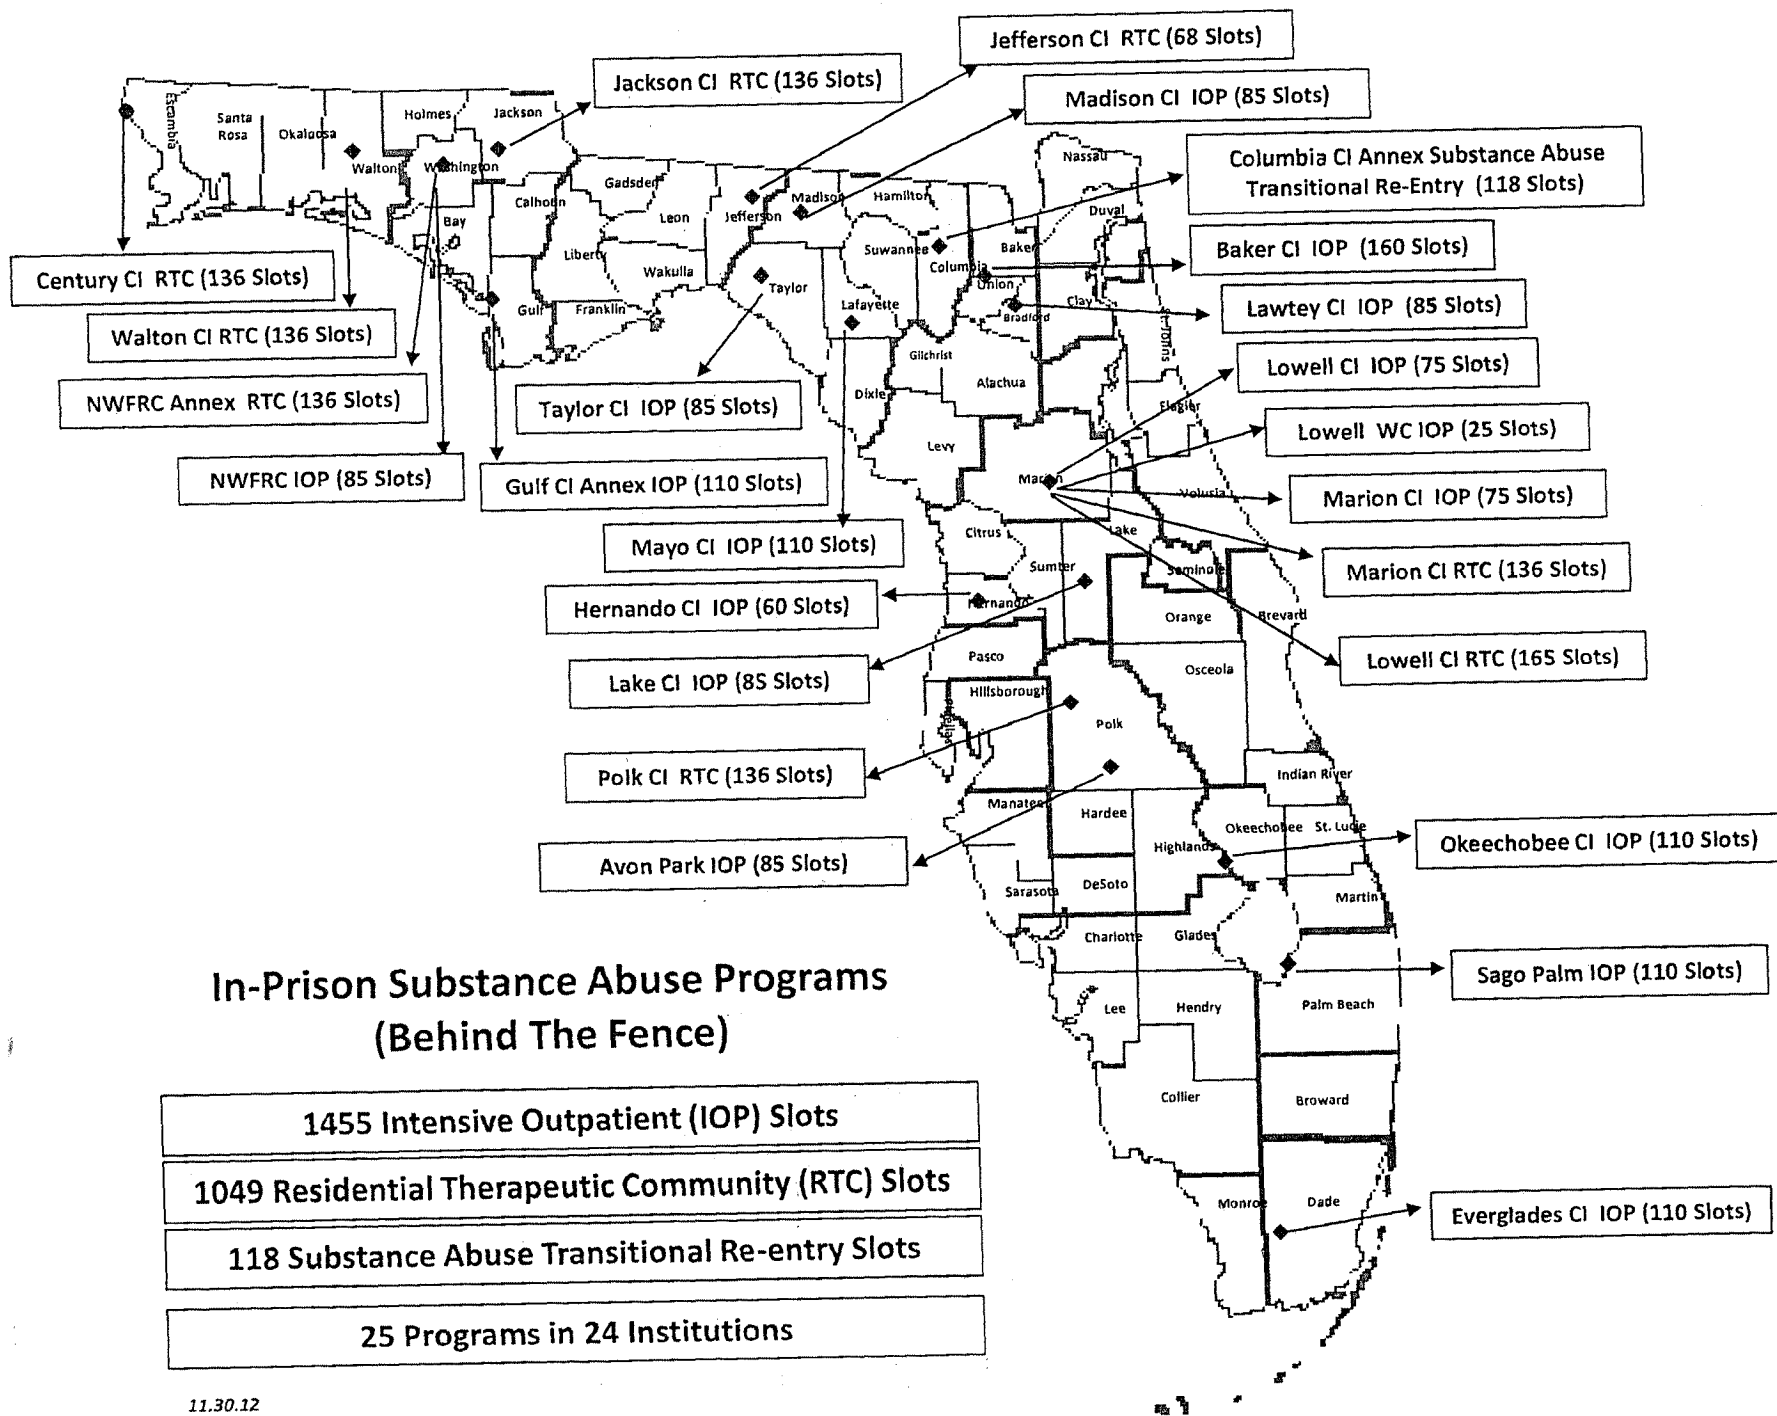 Jefferson CI RTC (68 Slots)
Jackson CI RTC (136 Slots)
Madison CI IOP (85 Slots)
Columbia CI Annex Substance Abuse
Transitional Re-Entry (118 Slots)
Baker CI IOP (160 Slots)
Lawtey CI IOP (85 Slots)
Lowell CI IOP (75 Slots)
Lowell WC IOP (25 Slots)
Marion CI IOP (75 Slots)
Marion CI RTC (136 Slots)
Lowell CI RTC (165 Slots)
Okeechobee CI IOP (110 Slots)
Sago Palm IOP (110 Slots)
Everglades CI IOP (110 Slots)
Century CI RTC (136 Slots)
Walton CI RTC (136 Slots)
NWFRC Annex RTC (136 Slots)
NWFRC IOP (85 Slots)
Gulf CI Annex IOP (110 Slots)
Taylor CI IOP (85 Slots)
Mayo CI IOP (110 Slots)
Hernando CI IOP (60 Slots)
Lake CI IOP (85 Slots)
Polk CI RTC (136 Slots)
Avon Park IOP (85 Slots)
Escambia
Santa
Rosa
Okaloosa
Walton
Holmes
Jackson
Washington
Bay
Calhoun
Gulf
Gadsden
Liberty
Franklin
Leon
Wakulla
Jefferson
Madison
Taylor
Hamilton
Suwannee
Lafayette
Dixie
Columbia
Baker
Nassau
Duval
Union
Bradford
Clay
St. Johns
Gilchrist
Alachua
Levy
Flagler
Marion
Volusia
Citrus
Lake
Sumter
Seminole
Hernando
Orange
Brevard
Pasco
Osceola
Hillsborough
Pinellas
Polk
Indian River
Manatee
Hardee
Okeechobee
St. Lucie
Highlands
Sarasota
DeSoto
Martin
Charlotte
Glades
Lee
Hendry
Palm Beach
Collier
Broward
Monroe
Dade
In-Prison Substance Abuse Programs
(Behind The Fence)
1455 Intensive Outpatient (IOP) Slots
1049 Residential Therapeutic Community (RTC) Slots
118 Substance Abuse Transitional Re-entry Slots
25 Programs in 24 Institutions
11.30.12